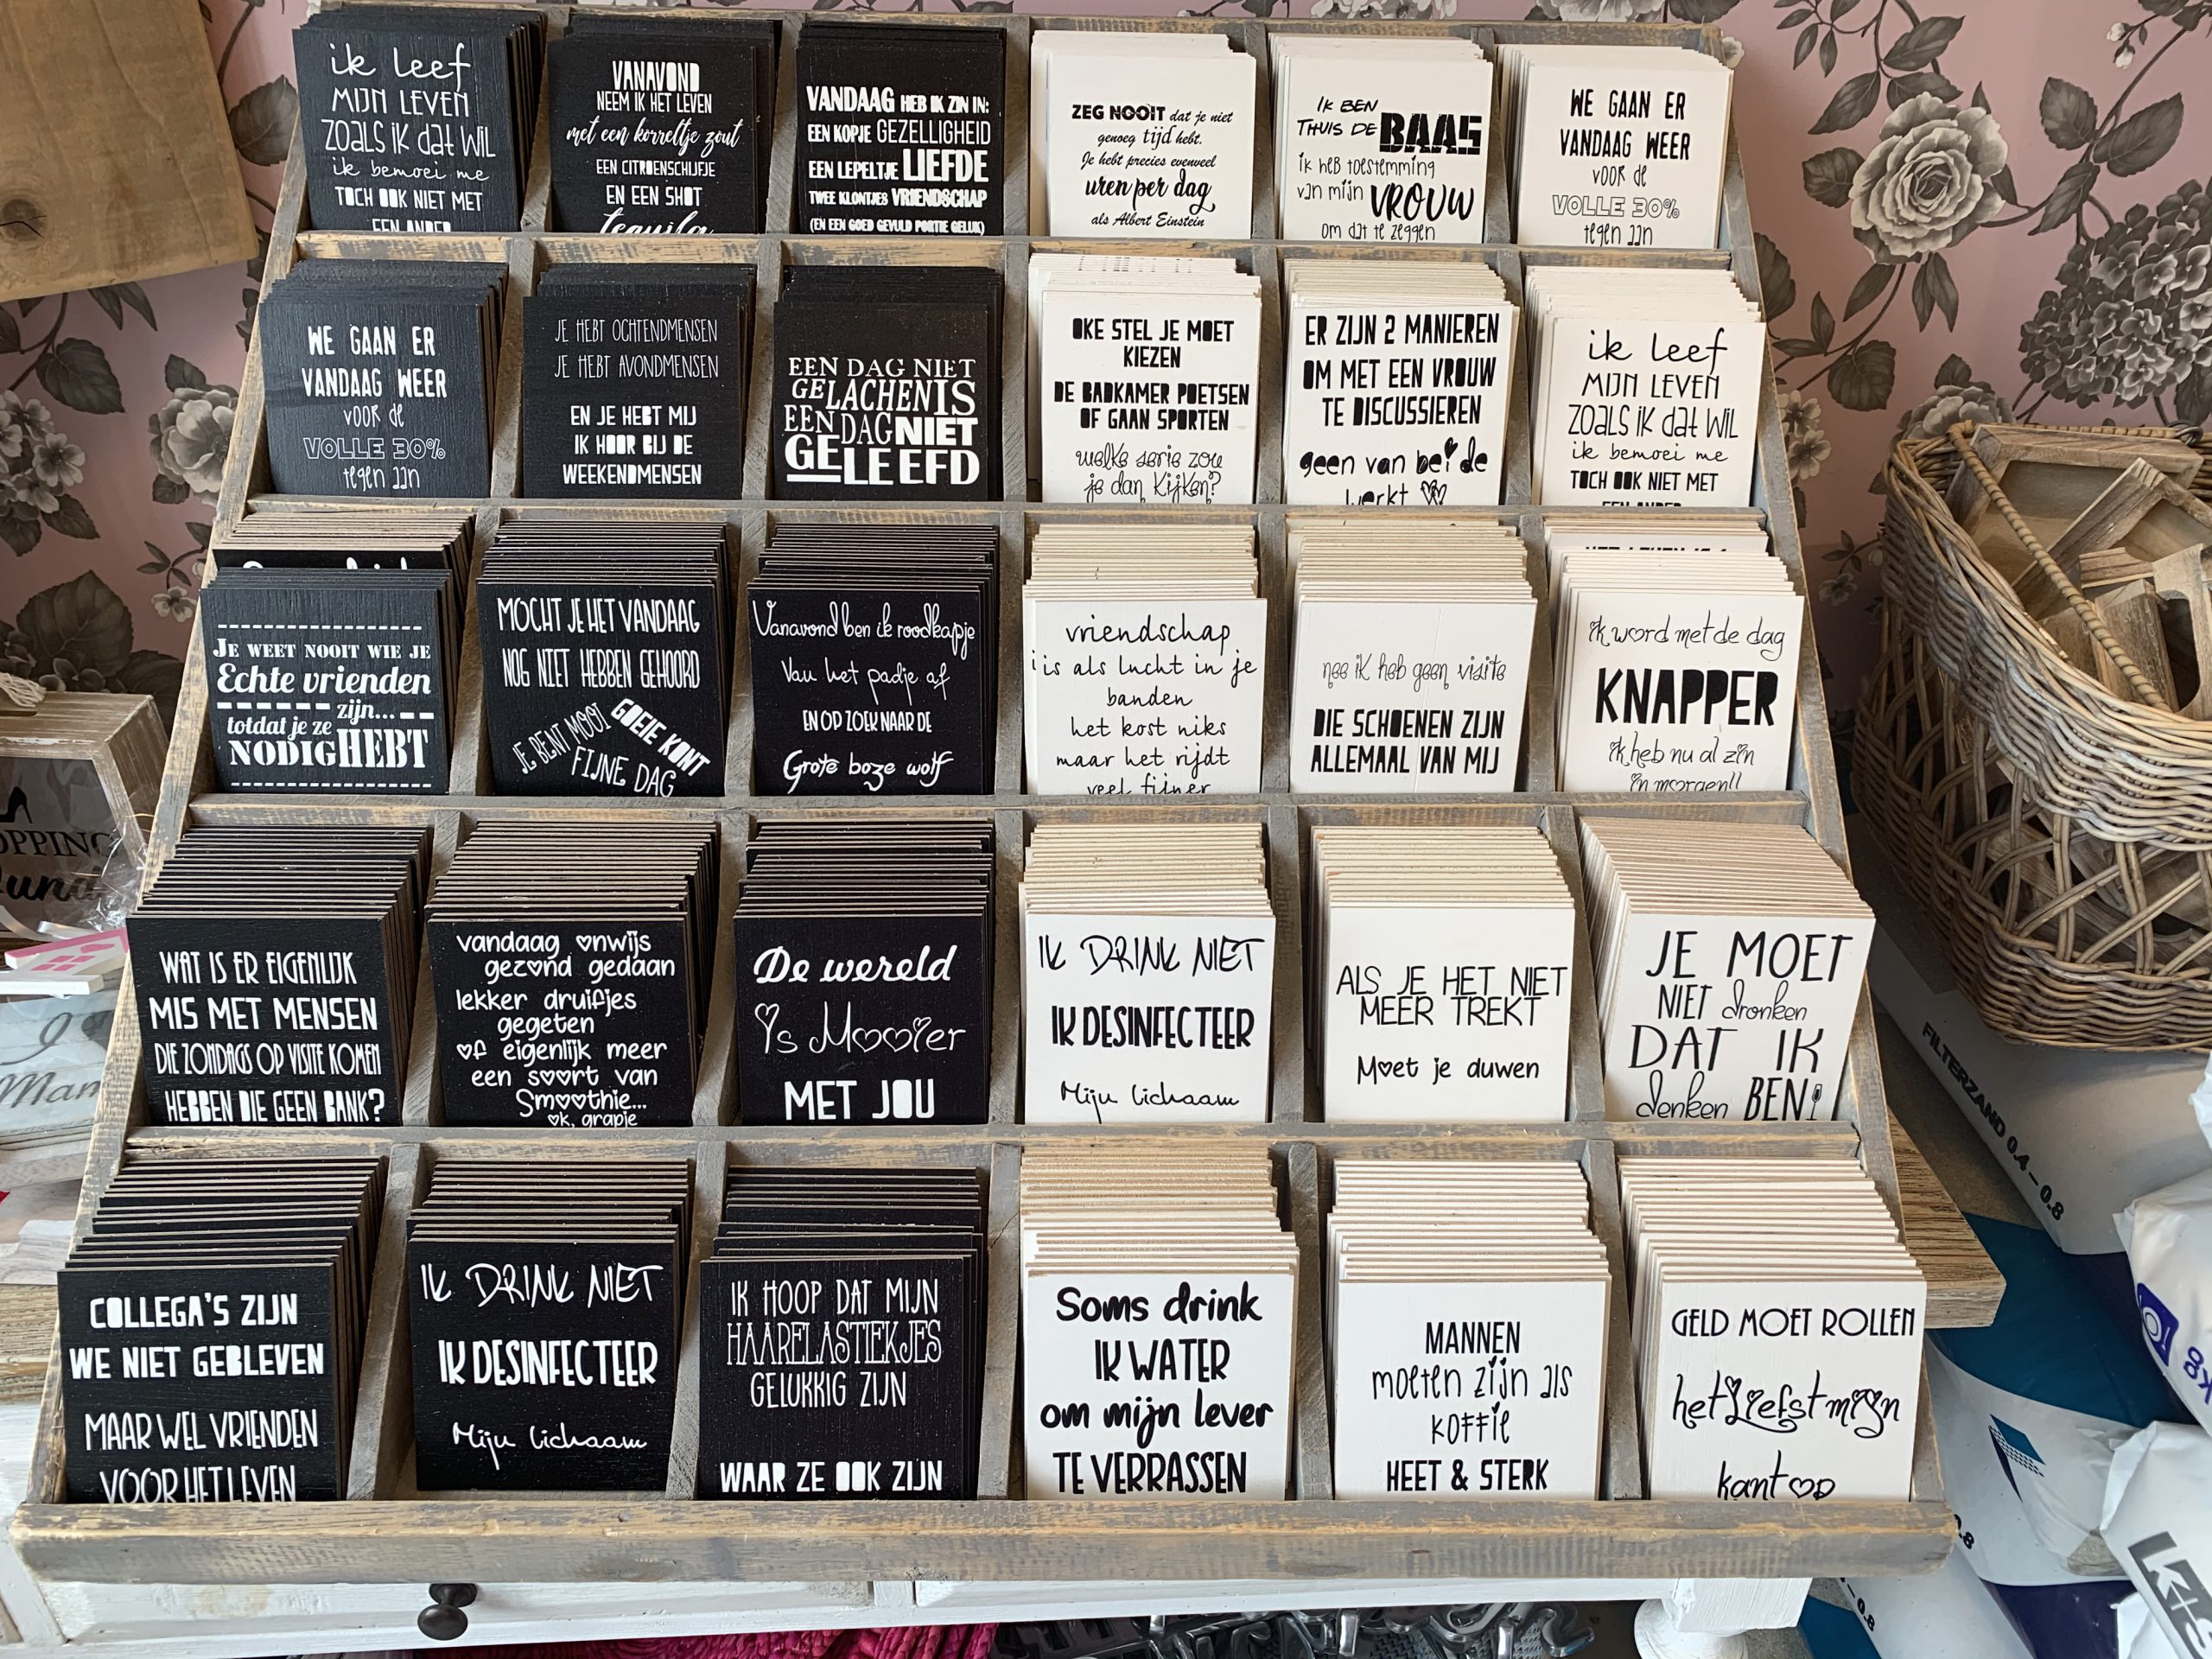 ik leef
MIJN LEVEN
ZOALS IK dat WIL
ik bemoei me
TOCH OOK NIET MET
EEN ANDER
VANAVOND
NEEM IK HET LEVEN
met een korreltje zout
EEN CITROENSCHIJFJE
EN EEN SHOT
tequila
VANDAAG HEB IK ZIN IN:
EEN KOPJE GEZELLIGHEID
EEN LEPELTJE LIEFDE
TWEE KLONTJES VRIENDSCHAP
(EN EEN GOED GEVULD PORTIE GELUK)
ZEG NOOIT dat je niet
genoeg tijd hebt.
Je hebt precies evenveel
uren per dag
als Albert Einstein
IK BEN
THUIS DE BAAS
ik heb toestemming
van mijn VROUW
om dat te zeggen
WE GAAN ER
VANDAAG WEER
voor de
VOLLE 30%
tegen aan
WE GAAN ER
VANDAAG WEER
voor de
VOLLE 30%
tegen aan
JE HEBT OCHTENDMENSEN
JE HEBT AVONDMENSEN
EN JE HEBT MIJ
IK HOOR BIJ DE
WEEKENDMENSEN
EEN DAG NIET
GELACHEN IS
EEN DAG NIET
GELEEFD
OKE STEL JE MOET
KIEZEN
DE BADKAMER POETSEN
OF GAAN SPORTEN
welke serie zou
je dan kijken?
ER ZIJN 2 MANIEREN
OM MET EEN VROUW
TE DISCUSSIEREN
geen van beide
werkt
ik leef
MIJN LEVEN
ZOALS IK dat WIL
ik bemoei me
TOCH OOK NIET MET
EEN ANDER
JE WEET NOOIT WIE JE
Echte vrienden
zijn...
totdat je ze
NODIG HEBT
MOCHT JE HET VANDAAG
NOG NIET HEBBEN GEHOORD
JE BENT MOOI
GOEIE KONT
FIJNE DAG
Vanavond ben ik roodkapje
Van het padje af
EN OP ZOEK NAAR DE
Grote boze wolf
vriendschap
is als lucht in je
banden
het kost niks
maar het rijdt
veel fijner
nee ik heb geen visite
DIE SCHOENEN ZIJN
ALLEMAAL VAN MIJ
ik word met de dag
KNAPPER
ik heb nu al zin
in morgen!!
WAT IS ER EIGENLIJK
MIS MET MENSEN
DIE ZONDAGS OP VISITE KOMEN
HEBBEN DIE GEEN BANK?
vandaag onwijs
gezond gedaan
lekker druifjes
gegeten
of eigenlijk meer
een soort van
Smoothie...
ok, grapje
De wereld
is Mooier
MET JOU
IK DRINK NIET
IK DESINFECTEER
Mijn lichaam
ALS JE HET NIET
MEER TREKT
Moet je duwen
JE MOET
NIET dronken
DAT IK
denken BEN!
COLLEGA'S ZIJN
WE NIET GEBLEVEN
MAAR WEL VRIENDEN
VOOR HET LEVEN
IK DRINK NIET
IK DESINFECTEER
Mijn lichaam
IK HOOP DAT MIJN
HAARELASTIEKJES
GELUKKIG ZIJN
WAAR ZE OOK ZIJN
Soms drink
IK WATER
om mijn lever
TE VERRASSEN
MANNEN
moeten zijn als
koffie
HEET & STERK
GELD MOET ROLLEN
het Liefst mijn
kant op
FILTERZAND 0.4 - 0.8